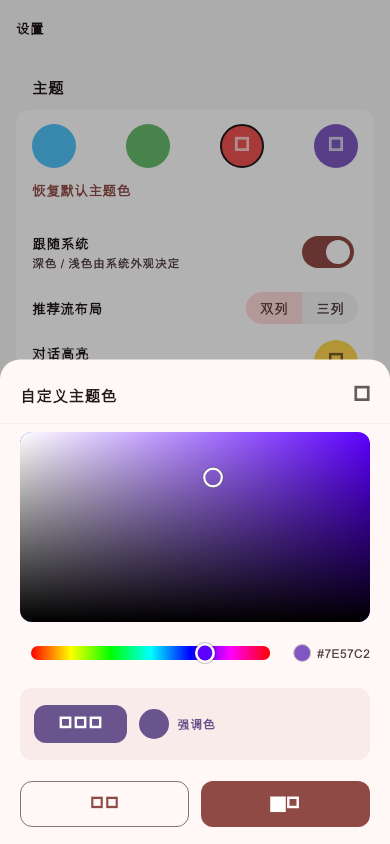 设置
主题
恢复默认主题色
跟随系统
深色 / 浅色由系统外观决定
推荐流布局
双列
三列
对话高亮
自定义主题色
#7E57C2
强调色